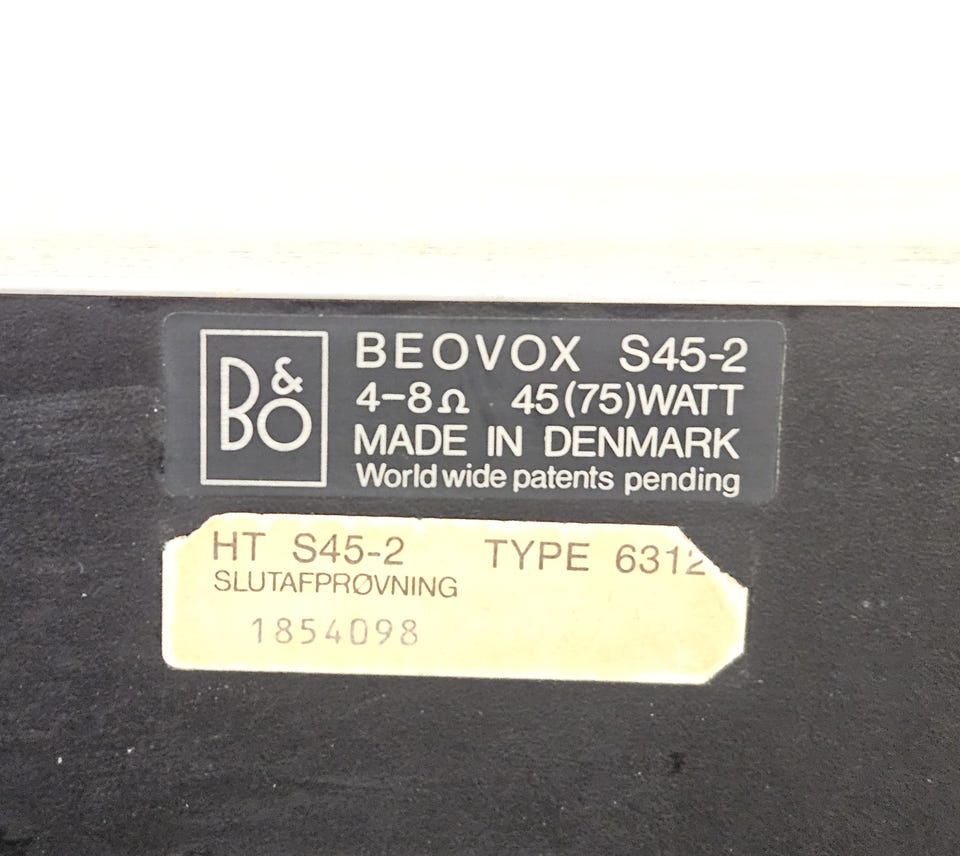 B&O
BEOVOX S45-2
4-8Ω 45(75)WATT
MADE IN DENMARK
World wide patents pending
HT S45-2 TYPE 6312
SLUTAFPRØVNING
1854098